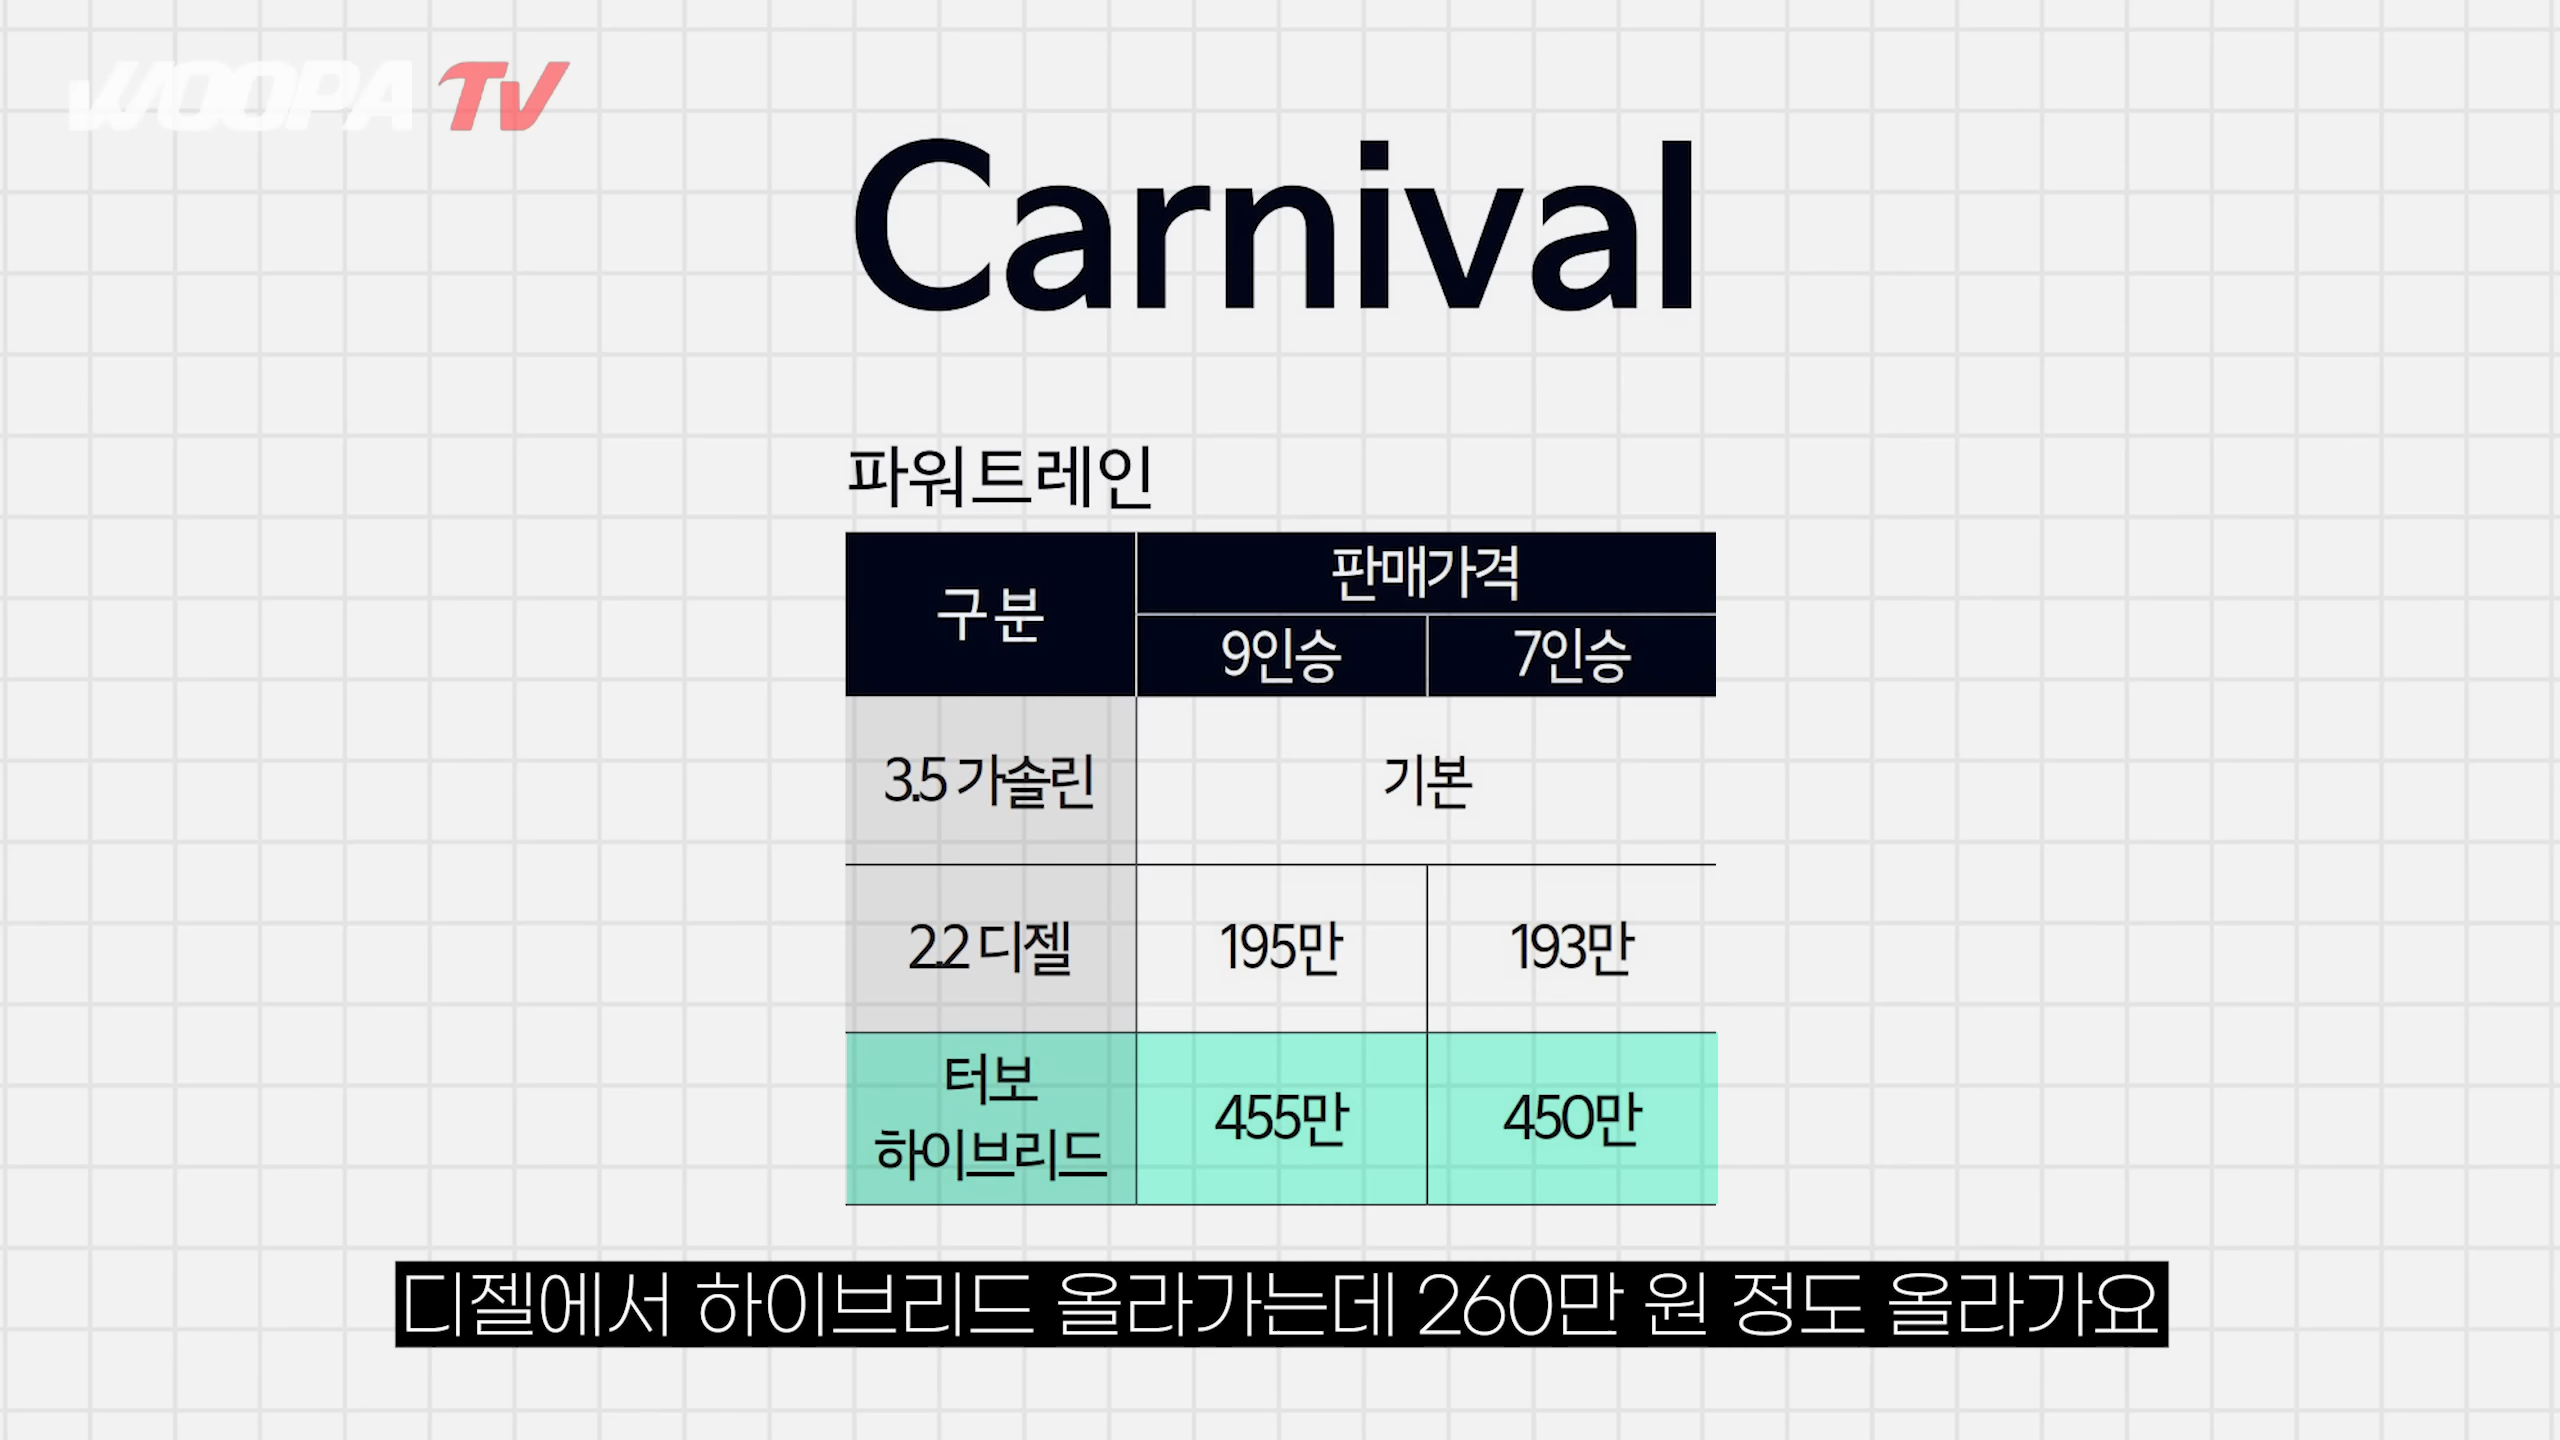 WOOPA TV
Carnival
파워트레인
구분
판매가격
9인승 7인승
3.5 가솔린 기본
2.2 디젤 195만 193만
터보
하이브리드 455만 450만
디젤에서 하이브리드 올라가는데 260만 원 정도 올라가요